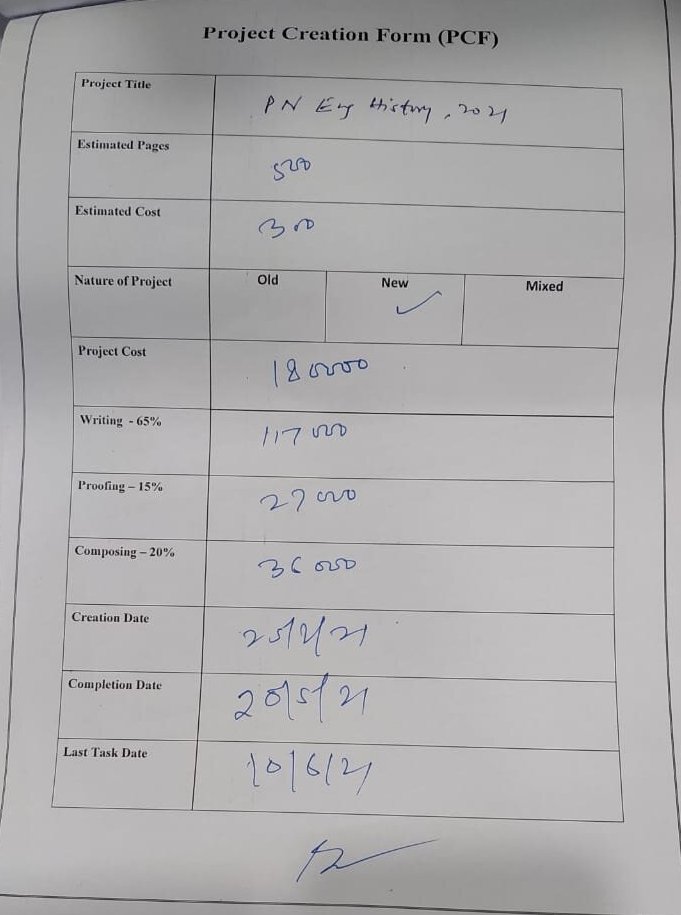 Project Creation Form (PCF)
Project Title PN Eng History, 2021
Estimated Pages 520
Estimated Cost 300
Nature of Project Old New ✓ Mixed
Project Cost 180000
Writing - 65% 117000
Proofing – 15% 27000
Composing – 20% 36000
Creation Date 25/2/21
Completion Date 20/5/21
Last Task Date 10/6/21